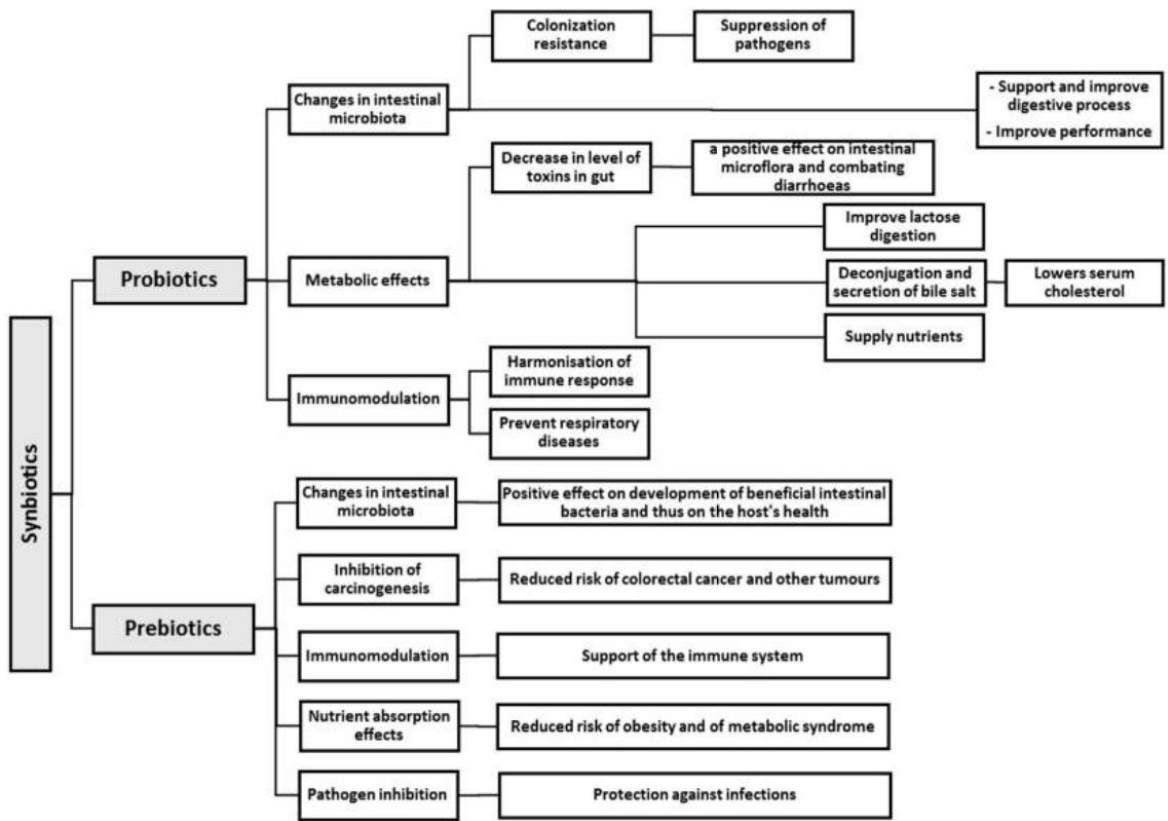 Synbiotics
Probiotics
Changes in intestinal
microbiota
Colonization
resistance
Suppression of
pathogens
- Support and improve
digestive process
- Improve performance
Metabolic effects
Decrease in level of
toxins in gut
a positive effect on intestinal
microflora and combating
diarrhoeas
Improve lactose
digestion
Deconjugation and
secretion of bile salt
Lowers serum
cholesterol
Supply nutrients
Immunomodulation
Harmonisation of
immune response
Prevent respiratory
diseases
Prebiotics
Changes in intestinal
microbiota
Positive effect on development of beneficial intestinal
bacteria and thus on the host's health
Inhibition of
carcinogenesis
Reduced risk of colorectal cancer and other tumours
Immunomodulation
Support of the immune system
Nutrient absorption
effects
Reduced risk of obesity and of metabolic syndrome
Pathogen inhibition
Protection against infections